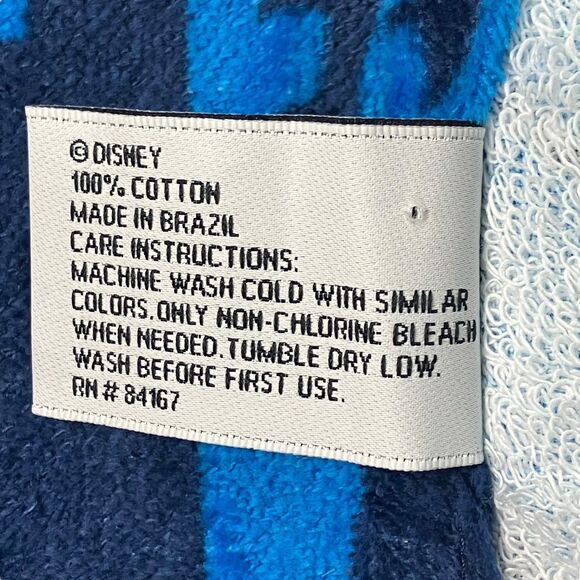 © DISNEY
100% COTTON
MADE IN BRAZIL
CARE INSTRUCTIONS:
MACHINE WASH COLD WITH SIMILAR
COLORS.ONLY NON-CHLORINE BLEACH
WHEN NEEDED.TUMBLE DRY LOW.
WASH BEFORE FIRST USE.
RN # 84167